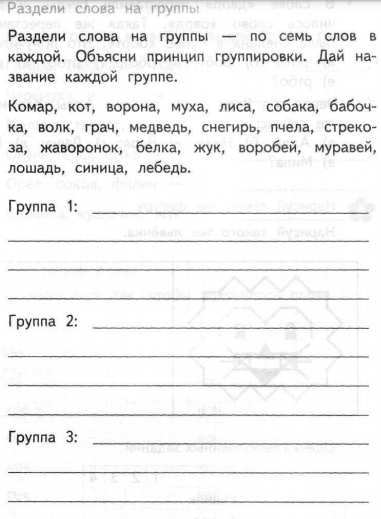 Раздели слова на группы
Раздели слова на группы — по семь слов в
каждой. Объясни принцип группировки. Дай на-
звание каждой группе.
Комар, кот, ворона, муха, лиса, собака, бабоч-
ка, волк, грач, медведь, снегирь, пчела, стреко-
за, жаворонок, белка, жук, воробей, муравей,
лошадь, синица, лебедь.
Группа 1:
Группа 2:
Группа 3: